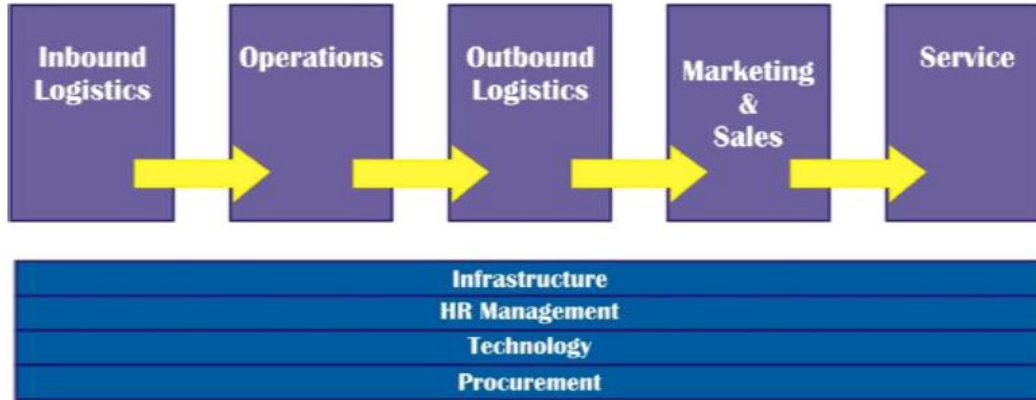 Inbound
Logistics
Operations
Outbound
Logistics
Marketing
&
Sales
Service
Infrastructure
HR Management
Technology
Procurement